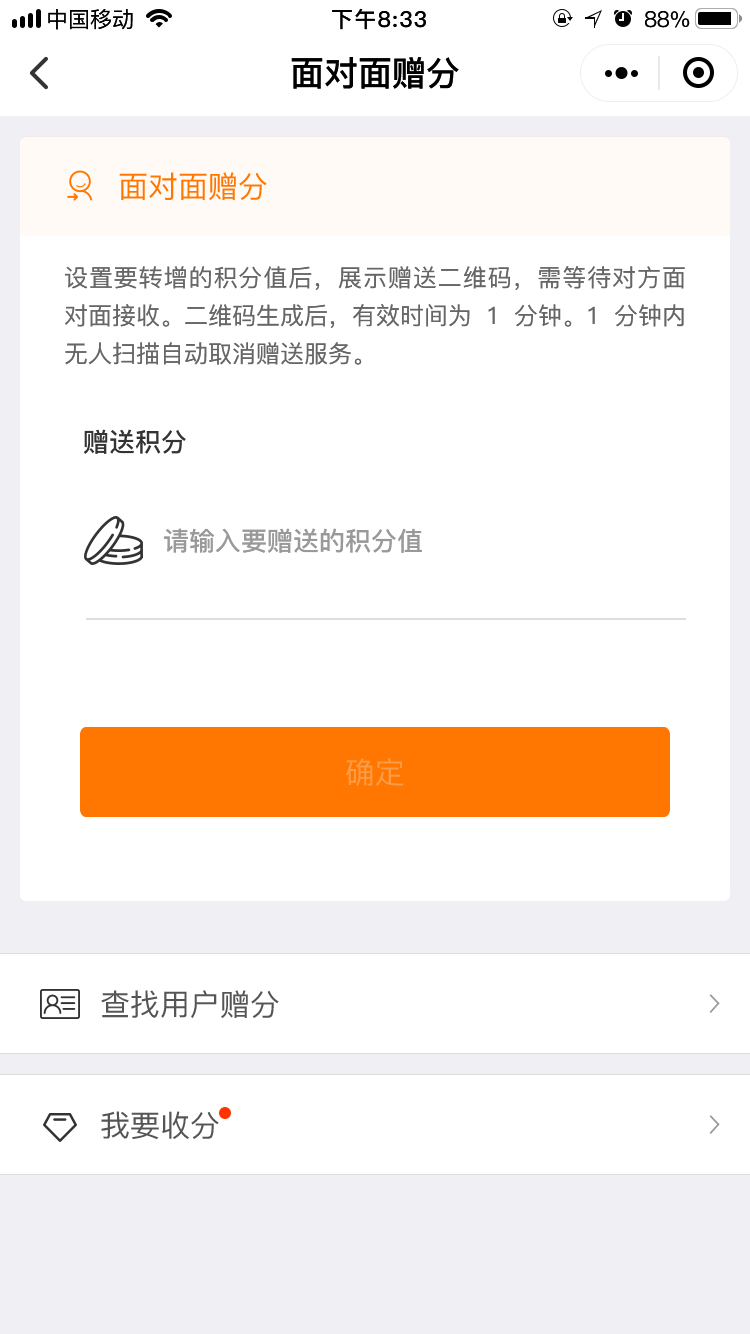 中国移动 下午8:33 88%
面对面赠分
面对面赠分
设置要转增的积分值后，展示赠送二维码，需等待对方面
对面接收。二维码生成后，有效时间为 1 分钟。1 分钟内
无人扫描自动取消赠送服务。
赠送积分
请输入要赠送的积分值
确定
查找用户赠分
我要收分